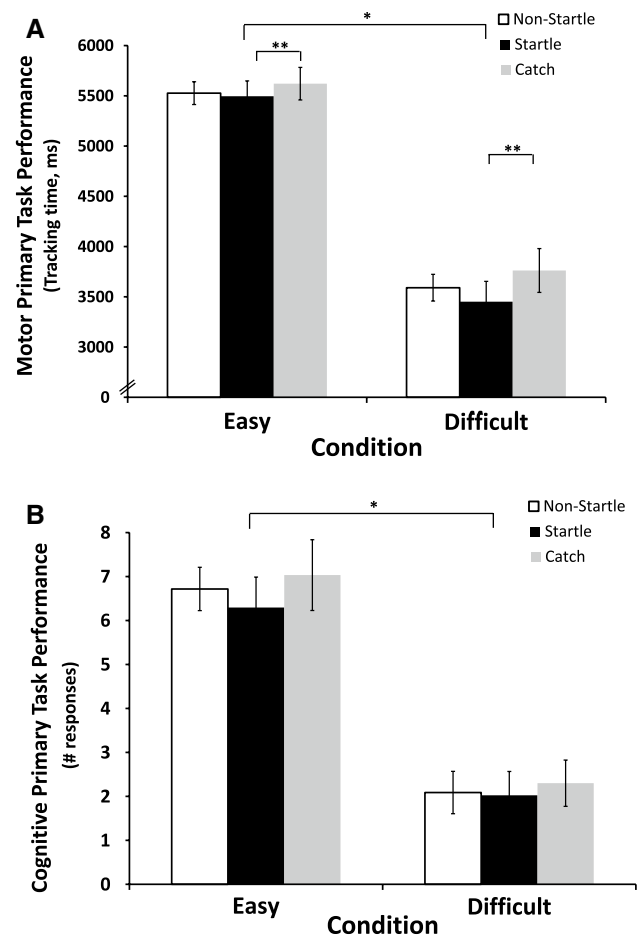 A
*
Non-Startle
Startle
Catch
**
**
Motor Primary Task Performance
(Tracking time, ms)
6000
5500
5000
4500
4000
3500
3000
0
Easy
Difficult
Condition
B
*
Non-Startle
Startle
Catch
Cognitive Primary Task Performance
(# responses)
8
7
6
5
4
3
2
1
0
Easy
Difficult
Condition